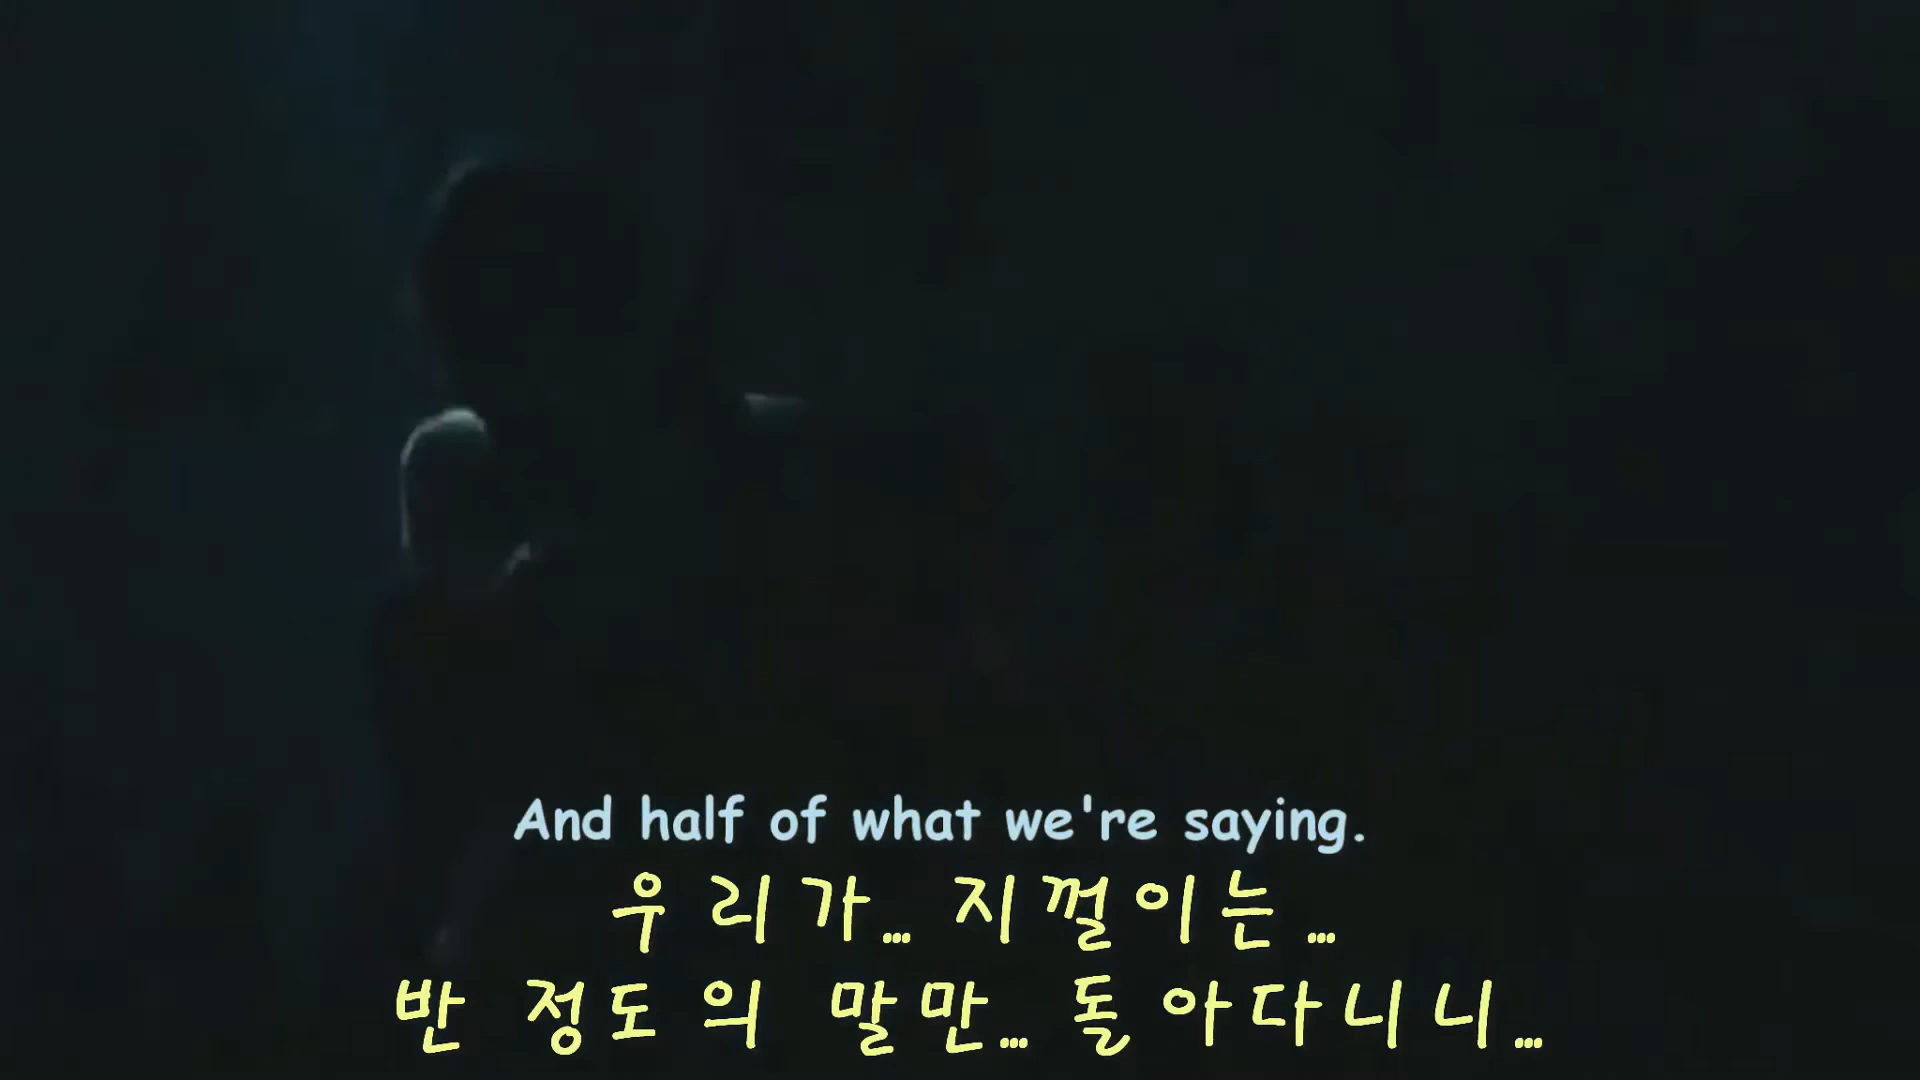 And half of what we're saying.
우리가... 지껄이는...
반 정도의 말만... 돌아다니니...